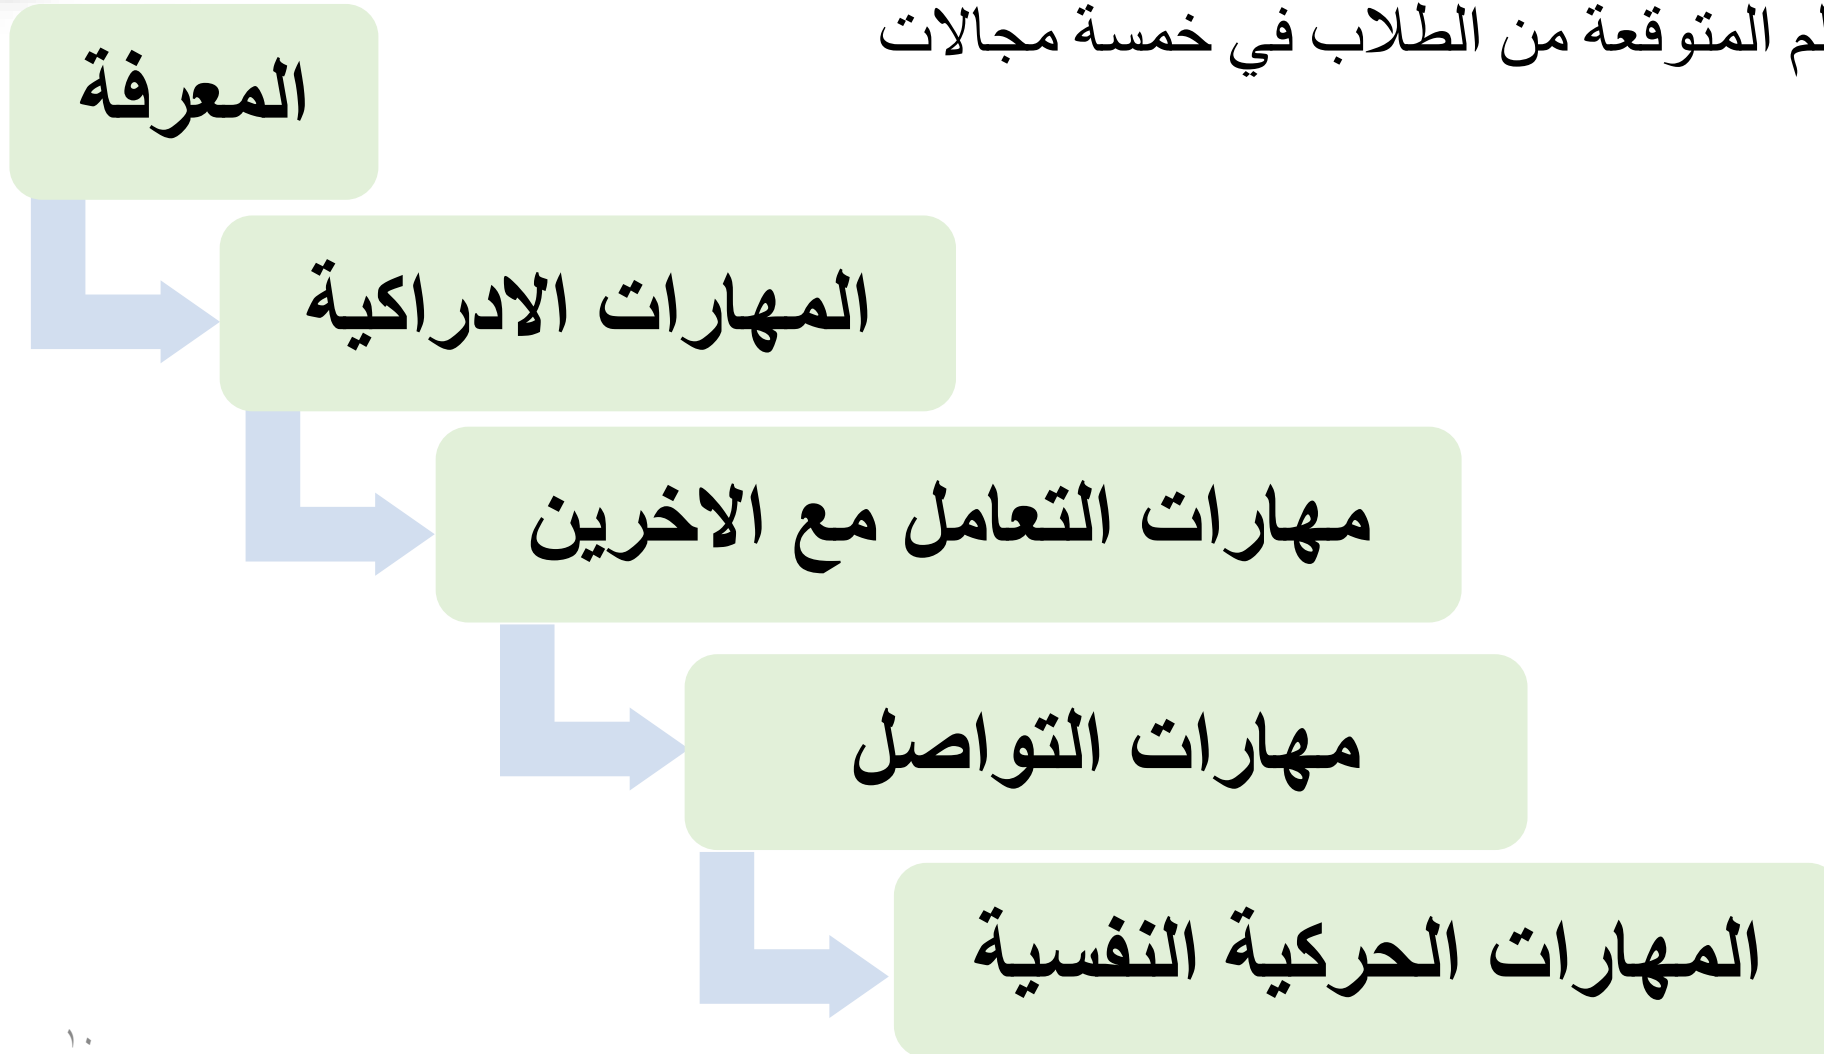 المتوقعة من الطلاب في خمسة مجالات
المعرفة
المهارات الادراكية
مهارات التعامل مع الاخرين
مهارات التواصل
المهارات الحركية النفسية
١٠